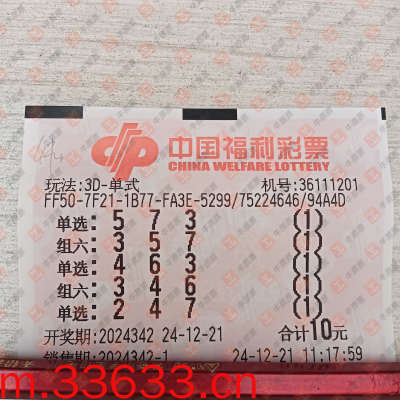 中国福利彩票
CHINA WELFARE LOTTERY
玩法:3D-单式 机号:36111201
FF50-7F21-1B77-FA3E-5299/75224646/94A4D
单选: 5 7 3 (1)
组六: 3 5 7 (1)
单选: 4 6 3 (1)
组六: 3 4 6 (1)
单选: 2 4 7 (1)
开奖期:2024342 24-12-21 合计10元
销售期:2024342-1 24-12-21 11:17:59
m.33633.cn